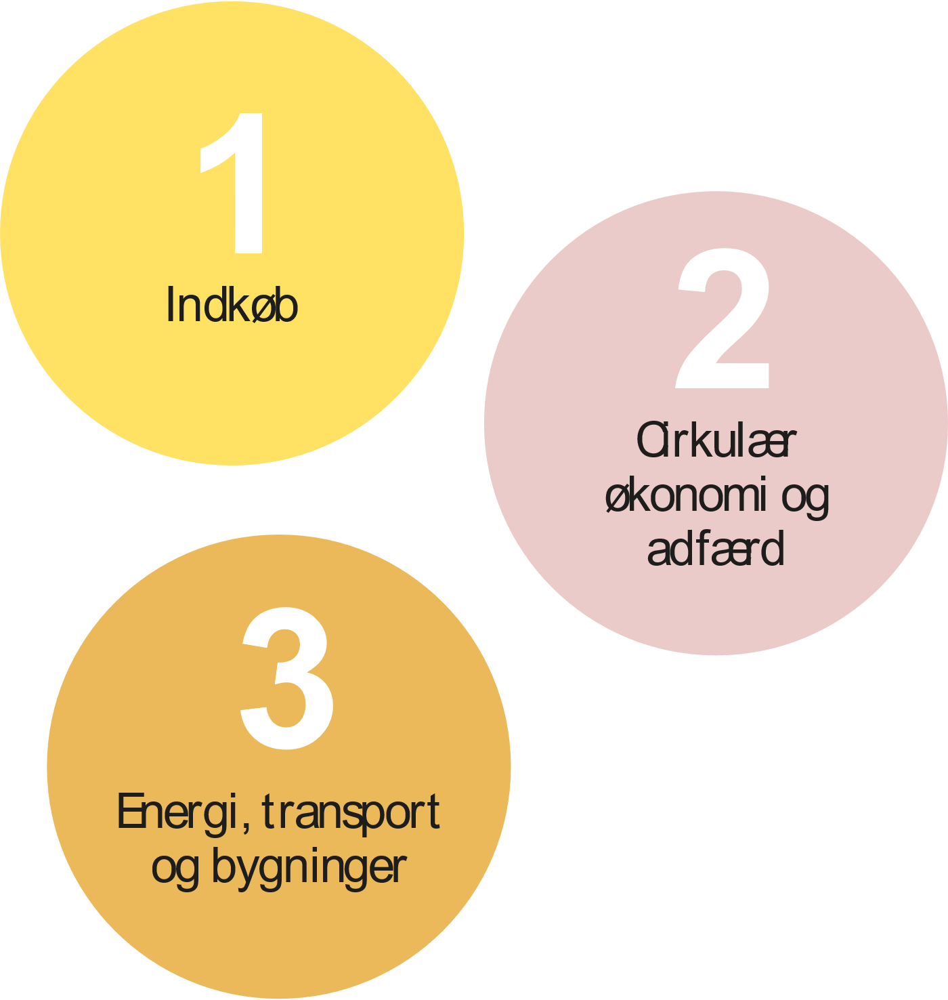 1
Indkøb
2
Cirkulær
økonomi og
adfærd
3
Energi, transport
og bygninger